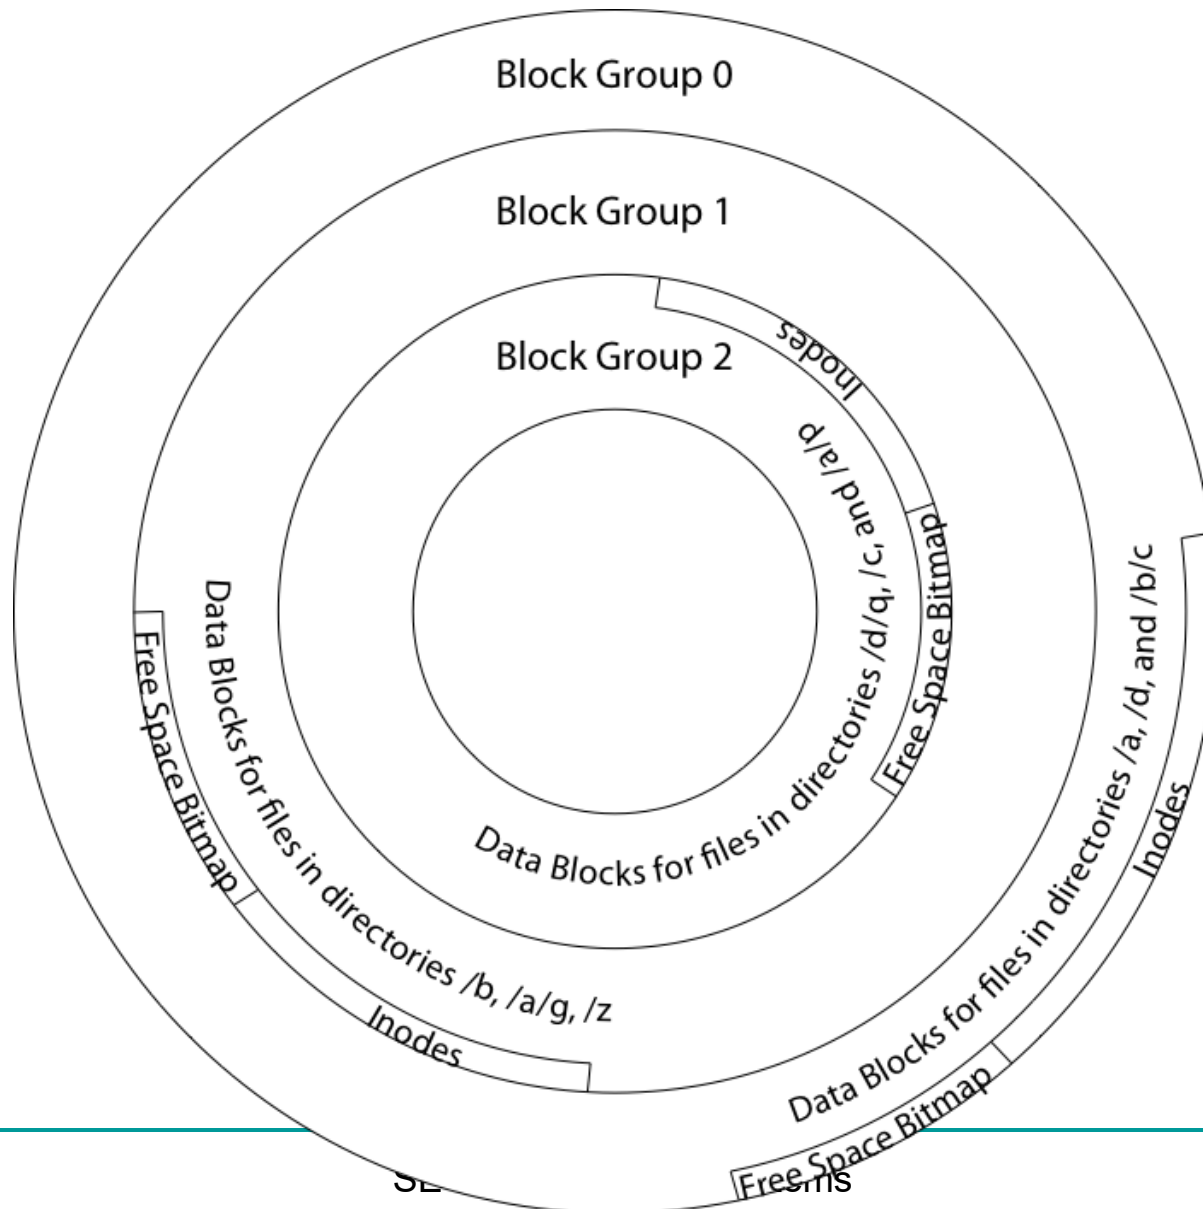 Block Group 0
Block Group 1
Block Group 2
Inodes
Free Space Bitmap
Data Blocks for files in directories /d/q, /c, and /a/p
Data Blocks for files in directories /b, /a/g, /z
Free Space Bitmap
Inodes
Data Blocks for files in directories /a, /d, and /b/c
Inodes
Free Space Bitmap